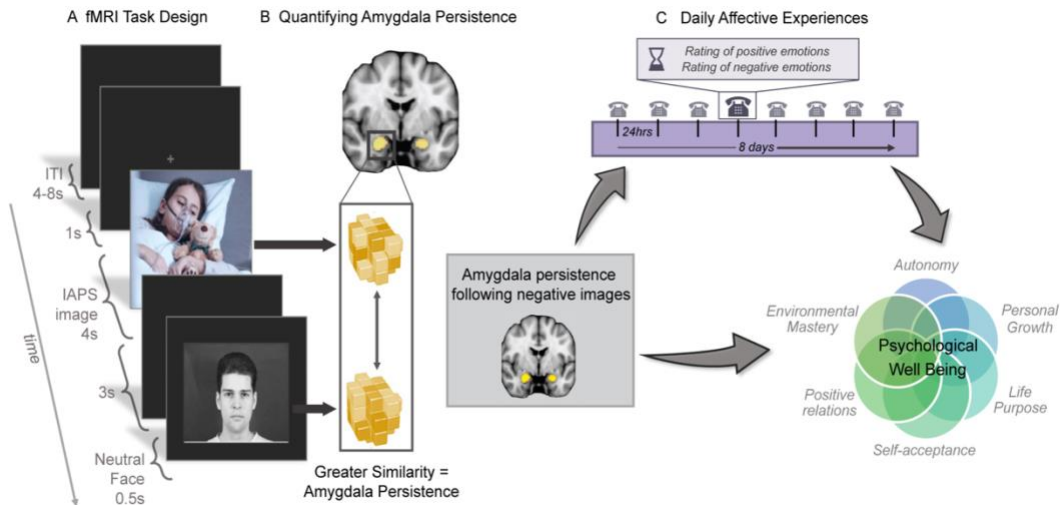 A fMRI Task Design
ITI
4-8s
1s
IAPS
image
4s
3s
Neutral
Face
0.5s
time
B Quantifying Amygdala Persistence
Greater Similarity =
Amygdala Persistence
C Daily Affective Experiences
Rating of positive emotions
Rating of negative emotions
24hrs
8 days
Amygdala persistence
following negative images
Autonomy
Environmental
Mastery
Personal
Growth
Psychological
Well Being
Positive
relations
Life
Purpose
Self-acceptance